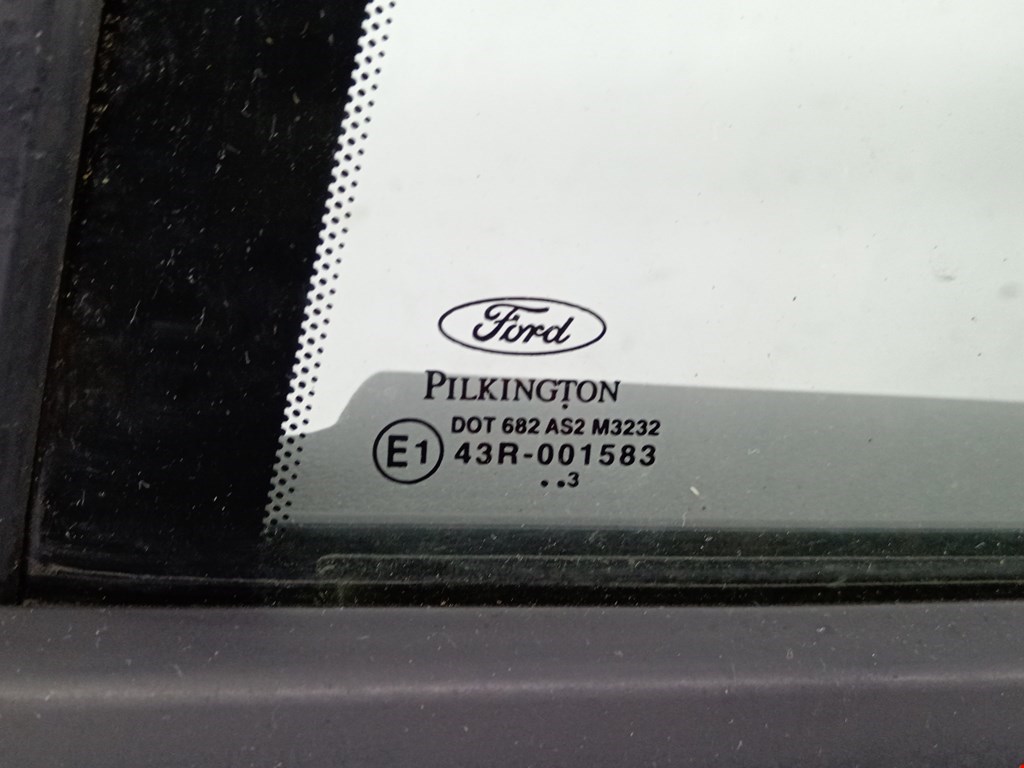 Ford
PILKINGTON
DOT 682 AS2 M3232
E1 43R-001583
. ..3